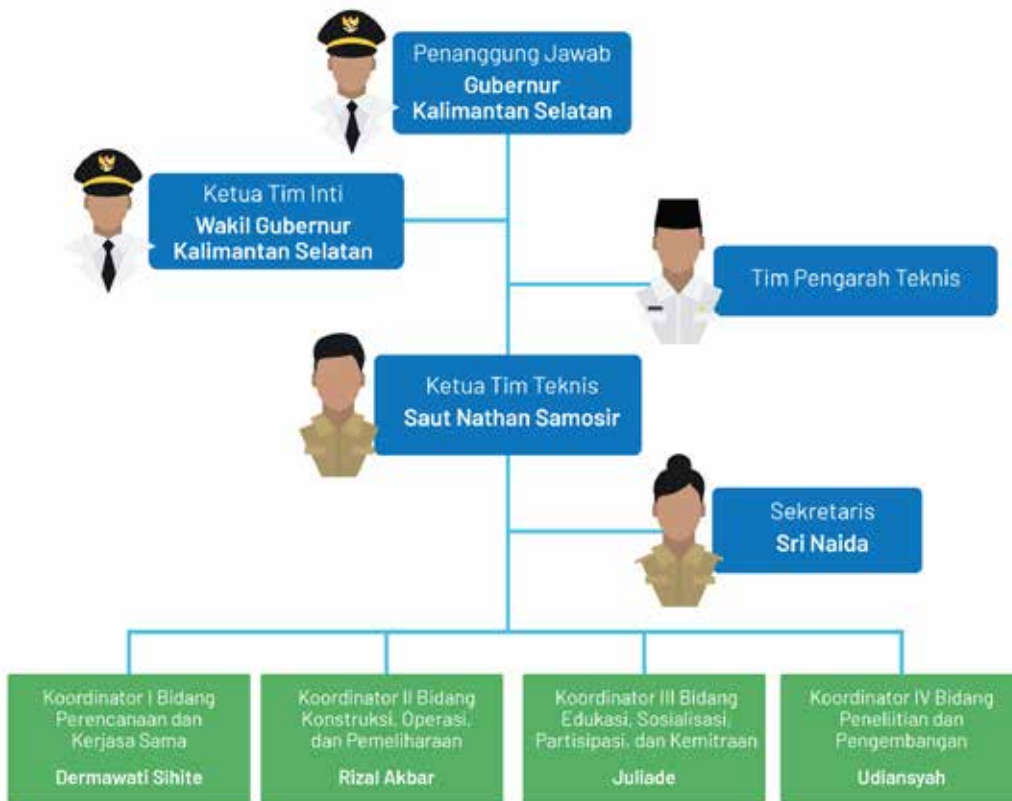 Penanggung Jawab
Gubernur
Kalimantan Selatan
Ketua Tim Inti
Wakil Gubernur
Kalimantan Selatan
Tim Pengarah Teknis
Ketua Tim Teknis
Saut Nathan Samosir
Sekretaris
Sri Naida
Koordinator I Bidang
Perencanaan dan
Kerjasa Sama
Dermawati Sihite
Koordinator II Bidang
Konstruksi, Operasi,
dan Pemeliharaan
Rizal Akbar
Koordinator III Bidang
Edukasi, Sosialisasi,
Partisipasi, dan Kemitraan
Juliade
Koordinator IV Bidang
Penelitian dan
Pengembangan
Udiansyah